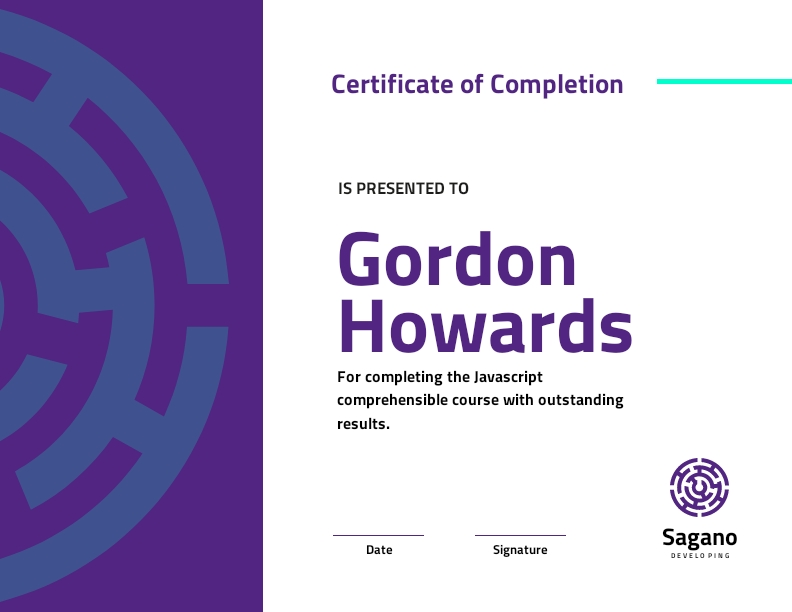 Certificate of Completion
IS PRESENTED TO
Gordon
Howards
For completing the Javascript
comprehensible course with outstanding
results.
Date
Signature
Sagano
DEVELOPING